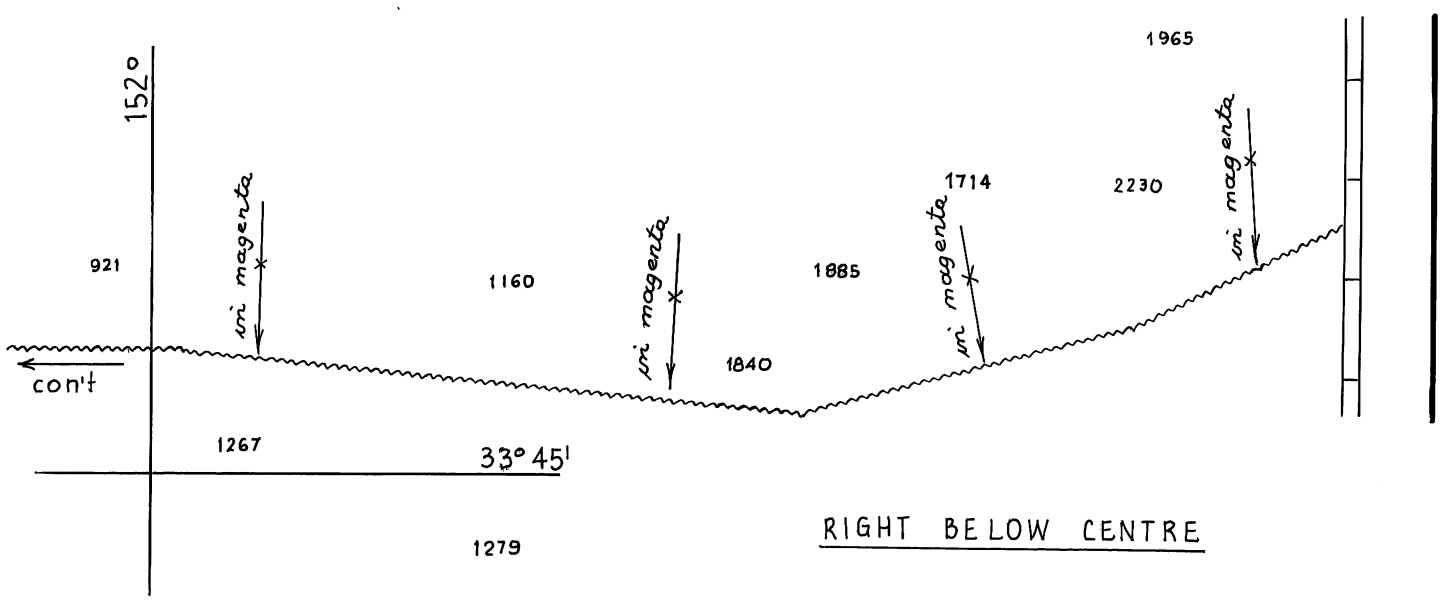 1965
152°
in magenta
in magenta
in magenta
in magenta
1714
2230
921
1160
1885
1840
con't
1267
33° 45'
1279
RIGHT BELOW CENTRE